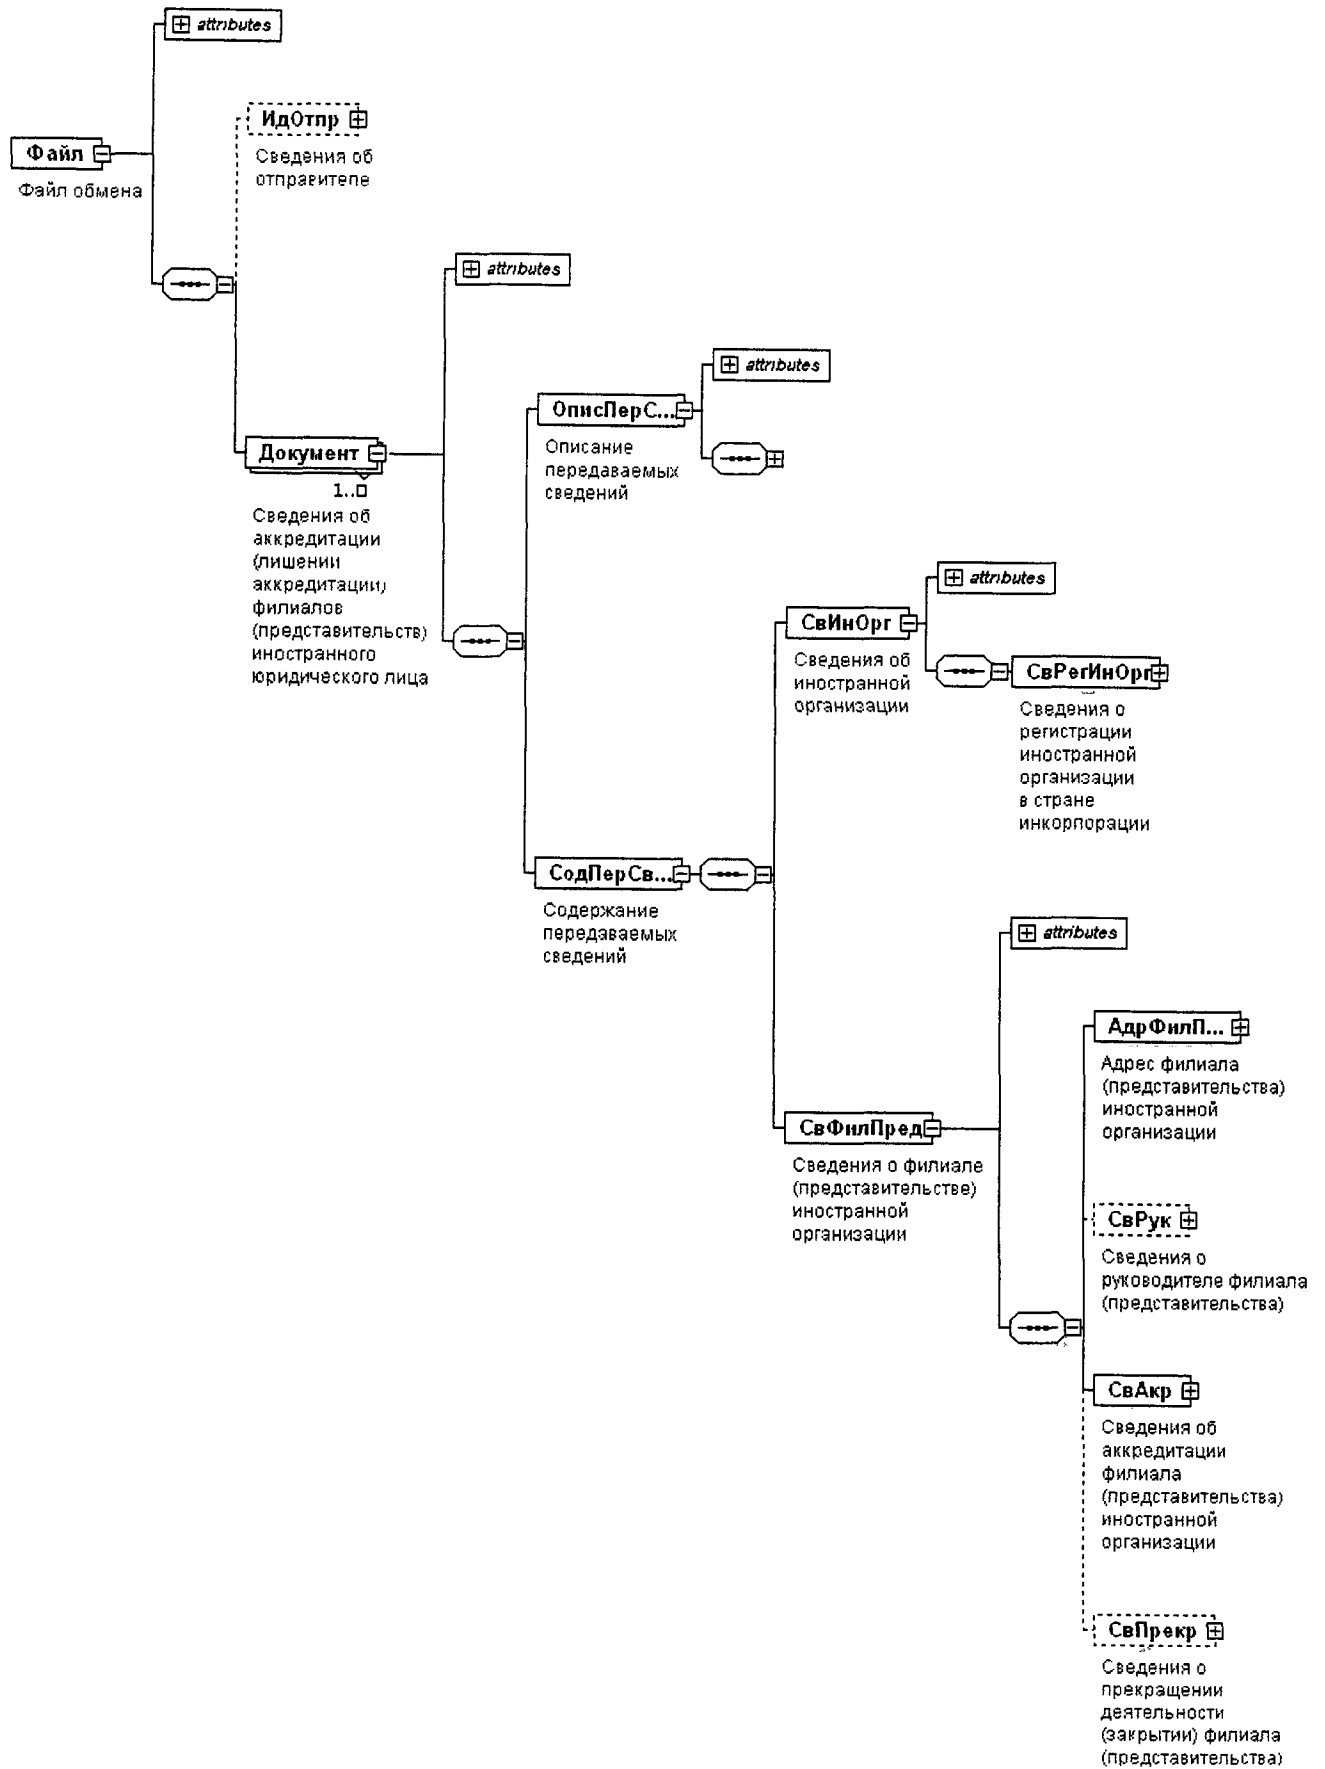 attributes
ИдОтпр
Сведения об
отправителе
Файл
Файл обмена
attributes
attributes
ОписПерС...
Описание
передаваемых
сведений
Документ
1..
Сведения об
аккредитации
(лишении
аккредитации)
филиалов
(представительств)
иностранного
юридического лица
attributes
СвИнОрг
Сведения об
иностранной
организации
СвРегИнОрг
Сведения о
регистрации
иностранной
организации
в стране
инкорпорации
СодПерСв...
Содержание
передаваемых
сведений
attributes
АдрФилП...
Адрес филиала
(представительства)
иностранной
организации
СвФилПред
Сведения о филиале
(представительстве)
иностранной
организации
СвРук
Сведения о
руководителе филиала
(представительства)
СвАкр
Сведения об
аккредитации
филиала
(представительства)
иностранной
организации
СвПрекр
Сведения о
прекращении
деятельности
(закрытии) филиала
(представительства)